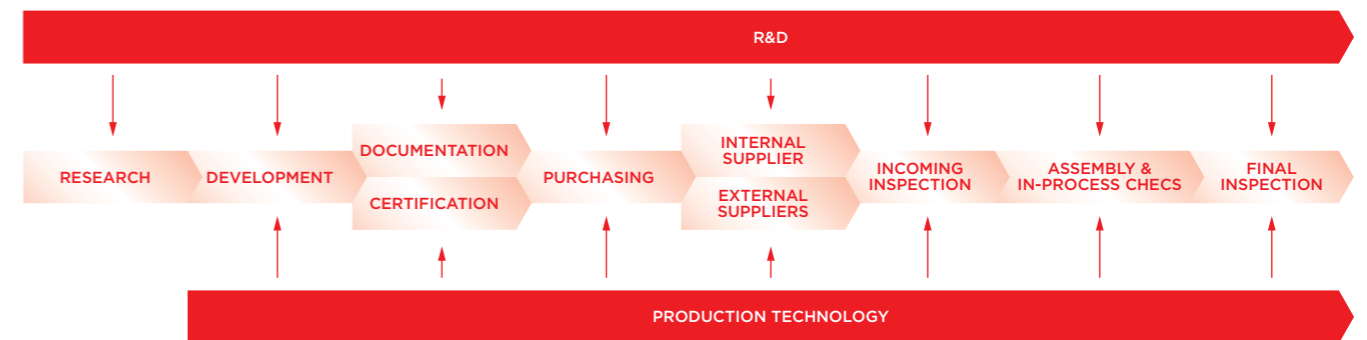 R&D
RESEARCH
DEVELOPMENT
DOCUMENTATION
CERTIFICATION
PURCHASING
INTERNAL
SUPPLIER
EXTERNAL
SUPPLIERS
INCOMING
INSPECTION
ASSEMBLY &
IN-PROCESS CHECS
FINAL
INSPECTION
PRODUCTION TECHNOLOGY